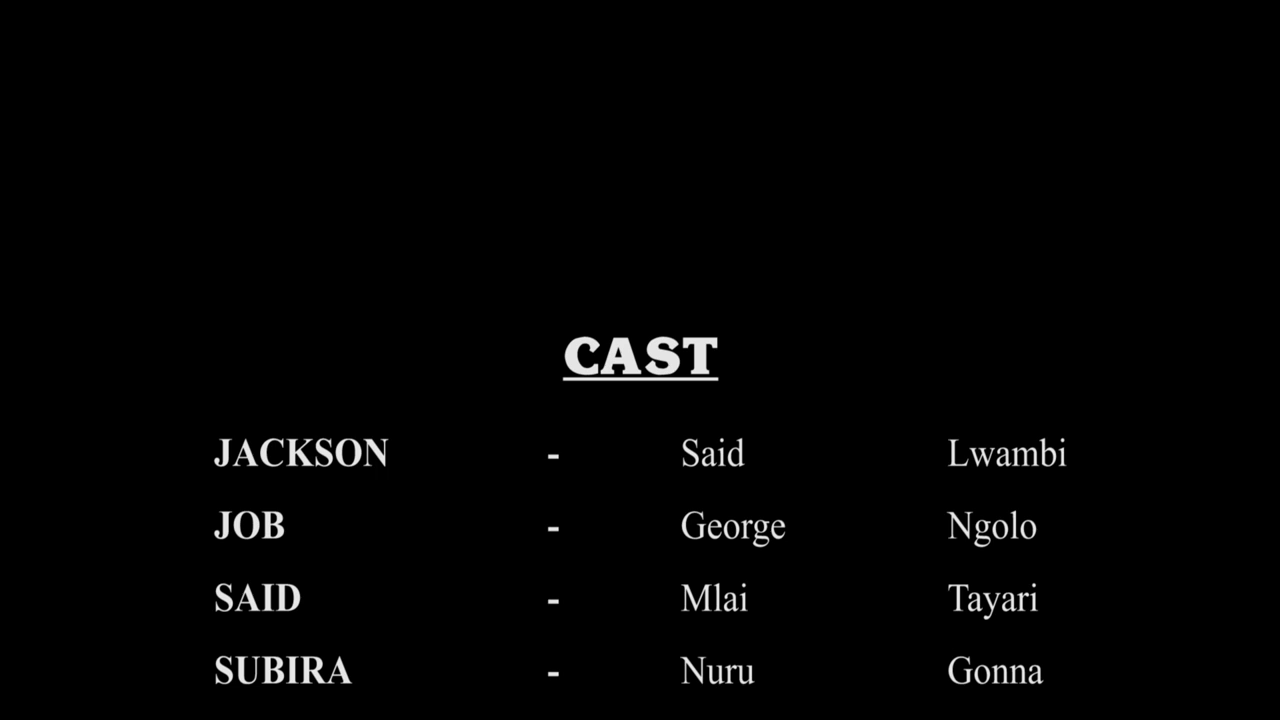 CAST
JACKSON - Said Lwambi
JOB - George Ngolo
SAID - Mlai Tayari
SUBIRA - Nuru Gonna